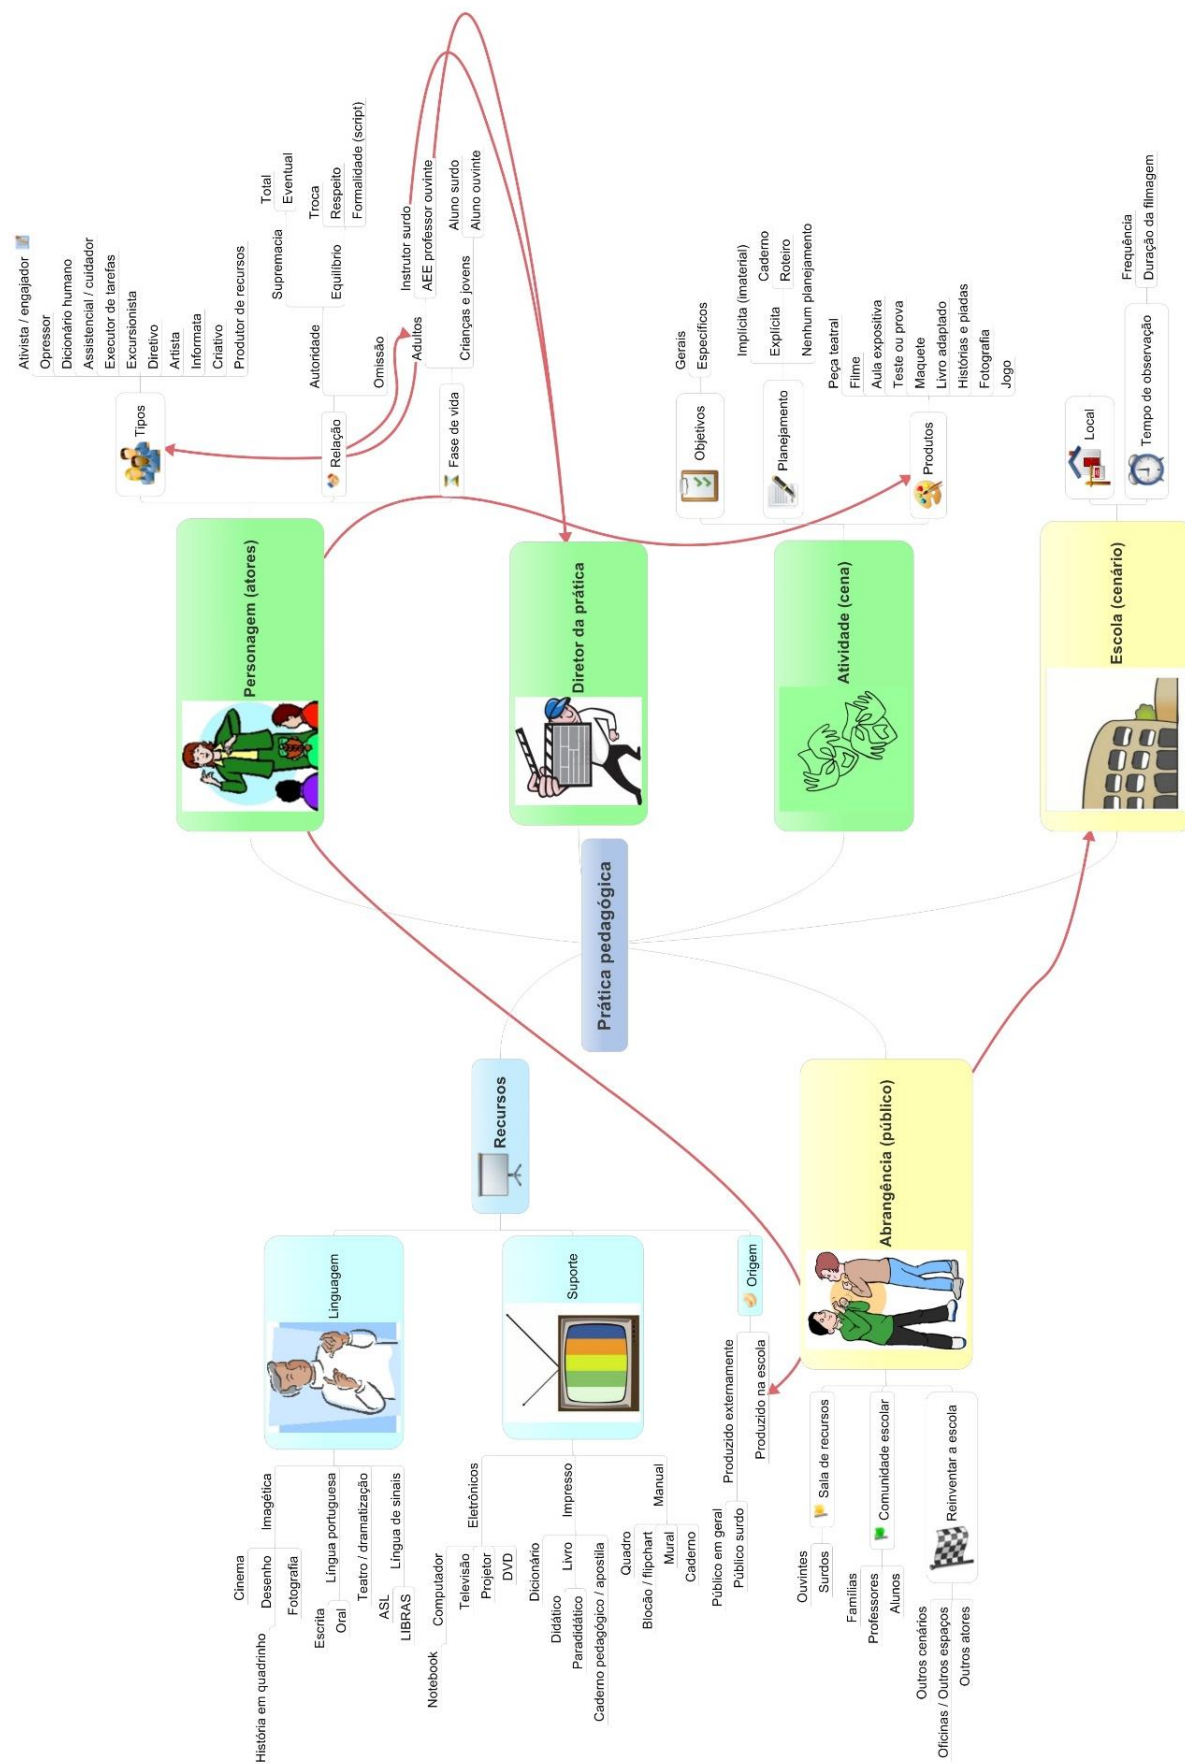 Prática pedagógica
Personagem (atores)
Tipos
Ativista / engajador
Opressor
Dicionário humano
Assistencial / cuidador
Executor de tarefas
Excursionista
Diretivo
Artista
Informata
Criativo
Produtor de recursos
Relação
Autoridade
Supremacia
Total
Eventual
Equilíbrio
Troca
Respeito
Formalidade (script)
Omissão
Fase de vida
Adultos
Instrutor surdo
AEE professor ouvinte
Crianças e jovens
Aluno surdo
Aluno ouvinte
Diretor da prática
Atividade (cena)
Objetivos
Gerais
Específicos
Planejamento
Implícita (imaterial)
Explícita
Caderno
Roteiro
Nenhum planejamento
Produtos
Peça teatral
Filme
Aula expositiva
Teste ou prova
Maquete
Livro adaptado
Histórias e piadas
Fotografia
Jogo
Escola (cenário)
Local
Tempo de observação
Frequência
Duração da filmagem
Recursos
Linguagem
Imagética
Cinema
Desenho
História em quadrinho
Fotografia
Língua portuguesa
Escrita
Oral
Teatro / dramatização
Língua de sinais
ASL
LIBRAS
Suporte
Eletrônicos
Computador
Notebook
Televisão
Projetor
DVD
Impresso
Dicionário
Livro
Didático
Paradidático
Caderno pedagógico / apostila
Manual
Quadro
Blocão / flipchart
Mural
Caderno
Origem
Produzido externamente
Público em geral
Público surdo
Produzido na escola
Abrangência (público)
Sala de recursos
Ouvintes
Surdos
Comunidade escolar
Famílias
Professores
Alunos
Reinventar a escola
Outros cenários
Oficinas / Outros espaços
Outros atores